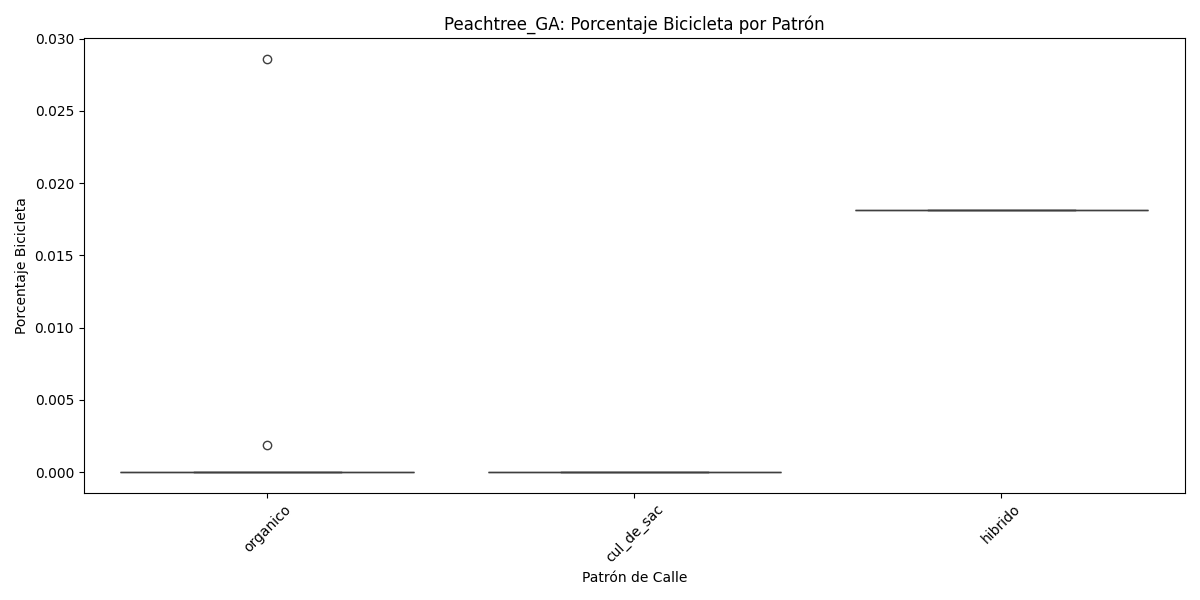 Peachtree_GA: Porcentaje Bicicleta por Patrón
0.030
0.025
0.020
0.015
0.010
0.005
0.000
Porcentaje Bicicleta
organico
cul_de_sac
hibrido
Patrón de Calle